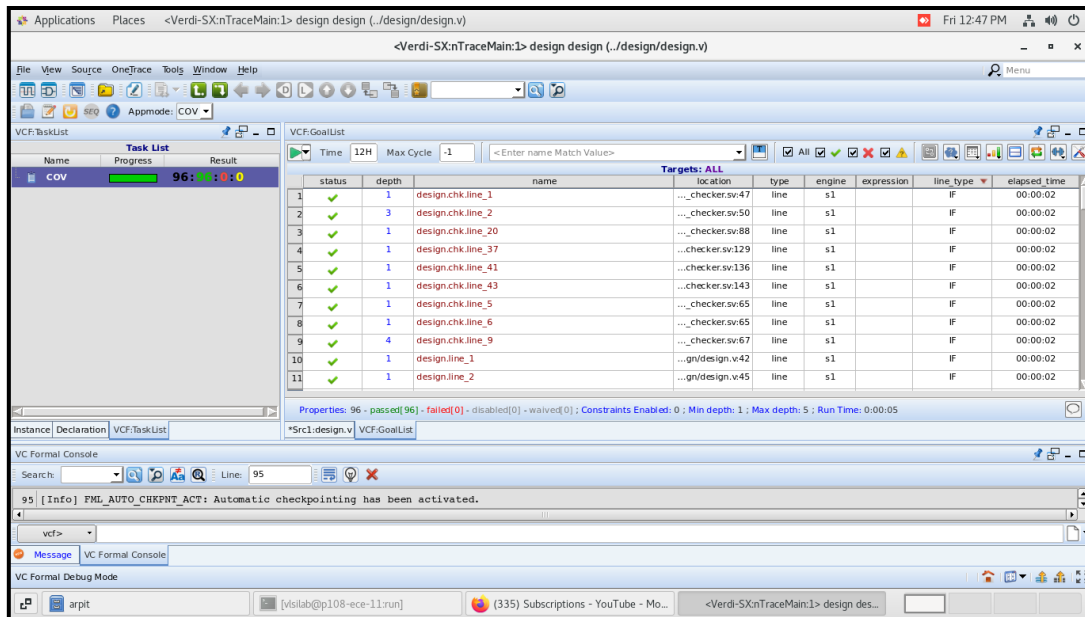 Applications Places <Verdi-SX:nTraceMain:1> design design (../design/design.v) Fri 12:47 PM
<Verdi-SX:nTraceMain:1> design design (../design/design.v)
File View Source OneTrace Tools Window Help Menu
SEQ Appmode: COV
VCF:TaskList VCF:GoalList
Task List
Time 12H Max Cycle -1 <Enter name Match Value> All
Name Progress Result
Targets: ALL
COV 96:96:0:0
status depth name location type engine expression line_type elapsed_time
1 1 design.chk.line_1 ..._checker.sv:47 line s1 IF 00:00:02
2 3 design.chk.line_2 ..._checker.sv:50 line s1 IF 00:00:02
3 1 design.chk.line_20 ..._checker.sv:88 line s1 IF 00:00:02
4 1 design.chk.line_37 ...checker.sv:129 line s1 IF 00:00:02
5 1 design.chk.line_41 ...checker.sv:136 line s1 IF 00:00:02
6 1 design.chk.line_43 ...checker.sv:143 line s1 IF 00:00:02
7 1 design.chk.line_5 ..._checker.sv:65 line s1 IF 00:00:02
8 1 design.chk.line_6 ..._checker.sv:65 line s1 IF 00:00:02
9 4 design.chk.line_9 ..._checker.sv:67 line s1 IF 00:00:02
10 1 design.line_1 ...gn/design.v:42 line s1 IF 00:00:02
11 1 design.line_2 ...gn/design.v:45 line s1 IF 00:00:02
Properties: 96 - passed[96] - failed[0] - disabled[0] - waived[0] ; Constraints Enabled: 0 ; Min depth: 1 ; Max depth: 5 ; Run Time: 0:00:05
Instance Declaration VCF:TaskList *Src1:design.v VCF:GoalList
VC Formal Console
Search: Line: 95
95 [Info] FML_AUTO_CHKPNT_ACT: Automatic checkpointing has been activated.
vcf>
Message VC Formal Console
VC Formal Debug Mode
arpit [vlsilab@p108-ece-11:run] (335) Subscriptions - YouTube - Mo... <Verdi-SX:nTraceMain:1> design des...